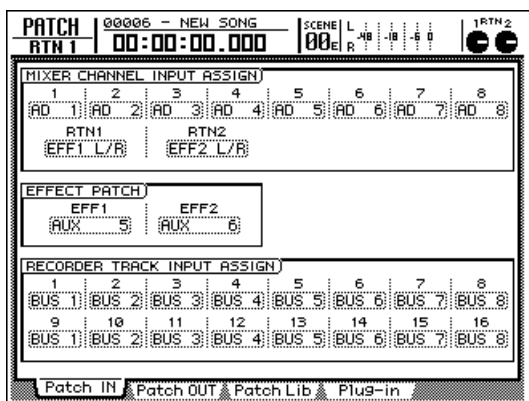 PATCH 00006 - NEW SONG SCENE L -48 -18 -6 0 1 RTN 2
RTN 1 00:00:00.000 00E R
MIXER CHANNEL INPUT ASSIGN
1 2 3 4 5 6 7 8
AD 1 AD 2 AD 3 AD 4 AD 5 AD 6 AD 7 AD 8
RTN1 RTN2
EFF1 L/R EFF2 L/R
EFFECT PATCH
EFF1 EFF2
AUX 5 AUX 6
RECORDER TRACK INPUT ASSIGN
1 2 3 4 5 6 7 8
BUS 1 BUS 2 BUS 3 BUS 4 BUS 5 BUS 6 BUS 7 BUS 8
9 10 11 12 13 14 15 16
BUS 1 BUS 2 BUS 3 BUS 4 BUS 5 BUS 6 BUS 7 BUS 8
Patch IN Patch OUT Patch Lib Plug-in